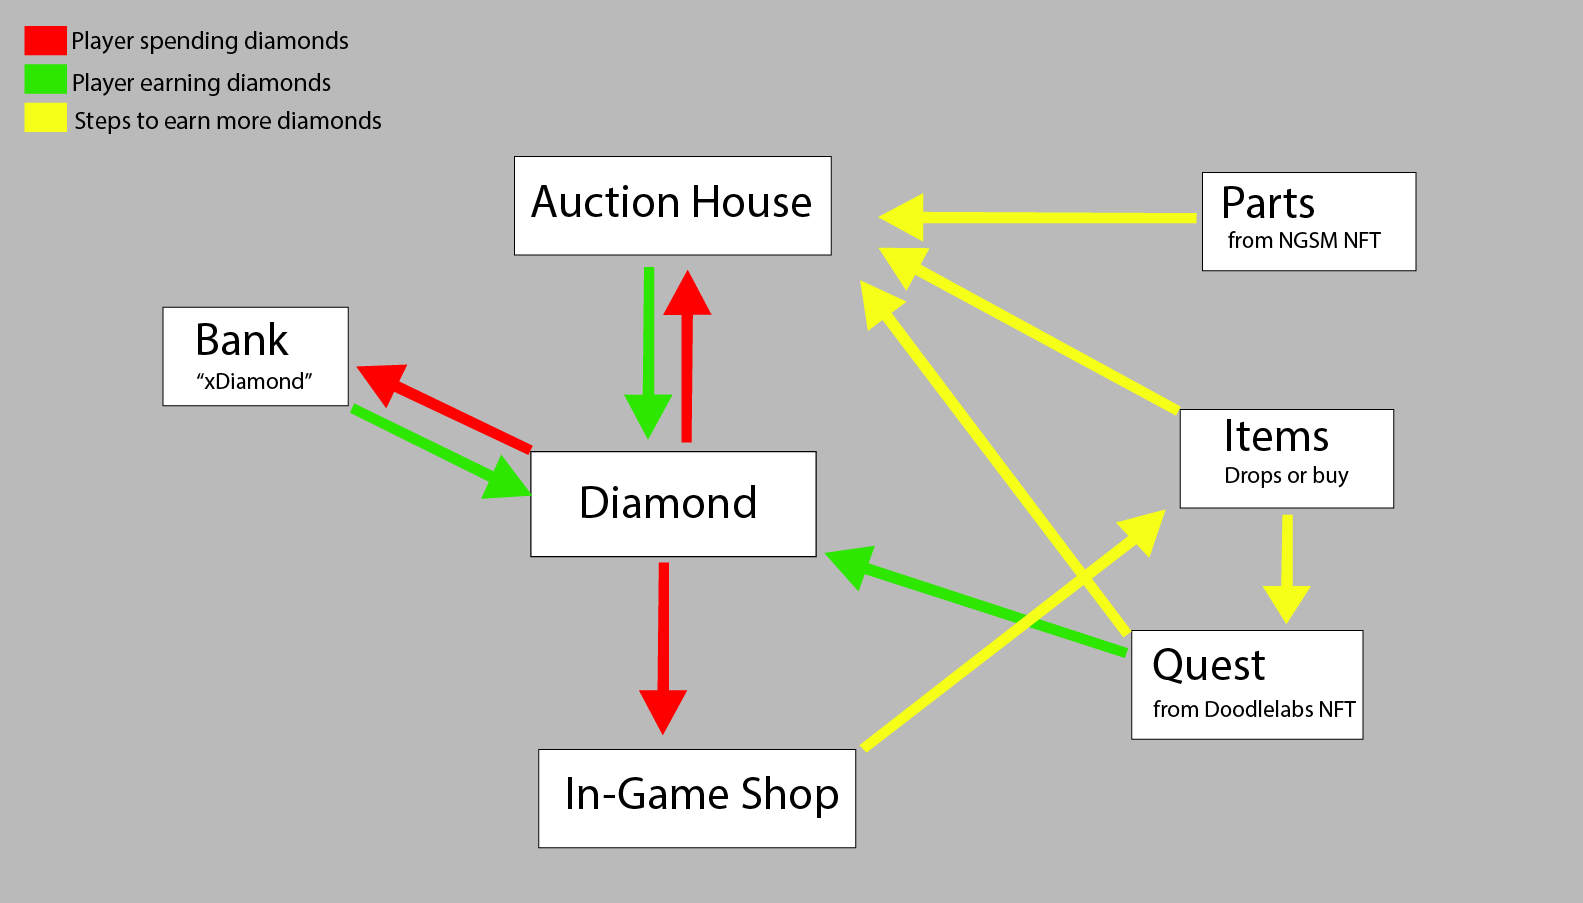 Player spending diamonds
Player earning diamonds
Steps to earn more diamonds
Auction House
Parts
from NGSM NFT
Bank
“xDiamond”
Items
Drops or buy
Diamond
Quest
from Doodlelabs NFT
In-Game Shop